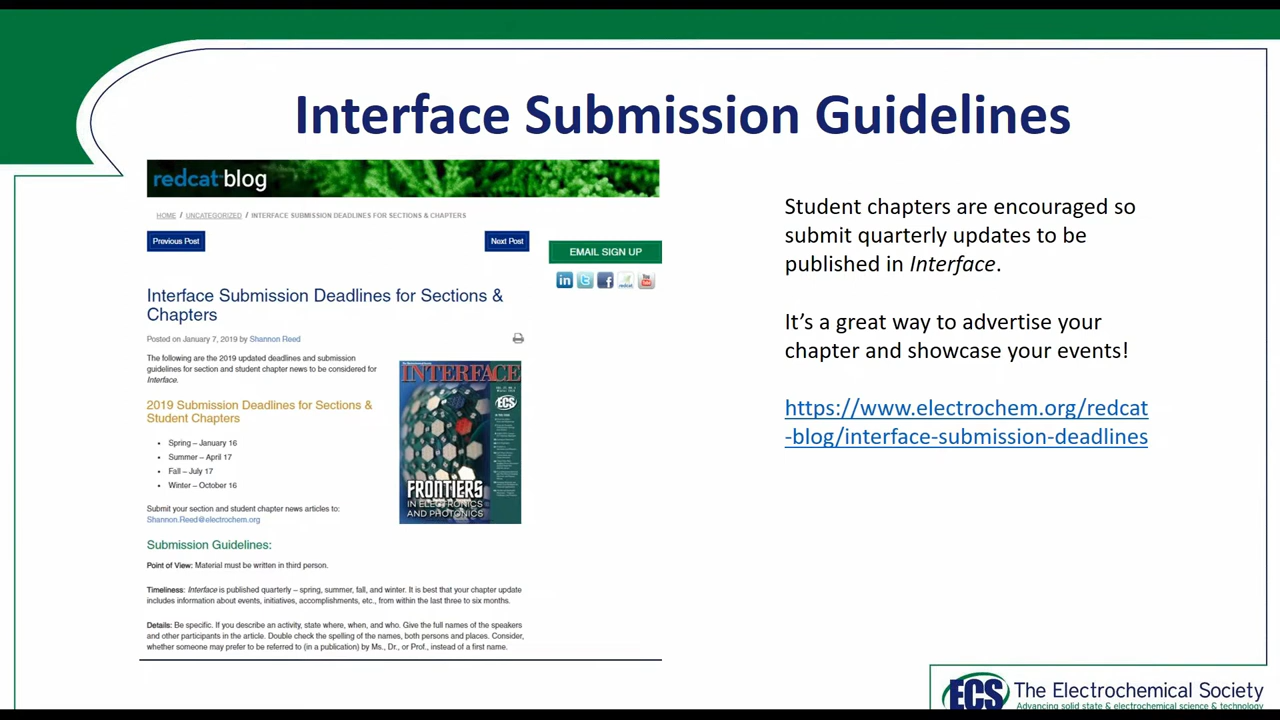 Interface Submission Guidelines
redcat blog
HOME / UNCATEGORIZED / INTERFACE SUBMISSION DEADLINES FOR SECTIONS & CHAPTERS
Previous Post
Next Post
EMAIL SIGN UP
Interface Submission Deadlines for Sections &
Chapters
Posted on January 7, 2019 by Shannon Reed
The following are the 2019 updated deadlines and submission
guidelines for section and student chapter news to be considered for
Interface.
2019 Submission Deadlines for Sections &
Student Chapters
• Spring – January 16
• Summer – April 17
• Fall – July 17
• Winter – October 16
Submit your section and student chapter news articles to:
Shannon.Reed@electrochem.org
INTERFACE
ECS
FRONTIERS
IN ELECTRONICS
AND PHOTONICS
Submission Guidelines:
Point of View: Material must be written in third person.
Timeliness: Interface is published quarterly – spring, summer, fall, and winter. It is best that your chapter update
includes information about events, initiatives, accomplishments, etc., from within the last three to six months.
Details: Be specific. If you describe an activity, state where, when, and who. Give the full names of the speakers
and other participants in the article. Double check the spelling of the names, both persons and places. Consider,
whether someone may prefer to be referred to (in a publication) by Ms., Dr., or Prof., instead of a first name.
Student chapters are encouraged so
submit quarterly updates to be
published in Interface.
It's a great way to advertise your
chapter and showcase your events!
https://www.electrochem.org/redcat
-blog/interface-submission-deadlines
ECS The Electrochemical Society
Advancing solid state & electrochemical science & technology